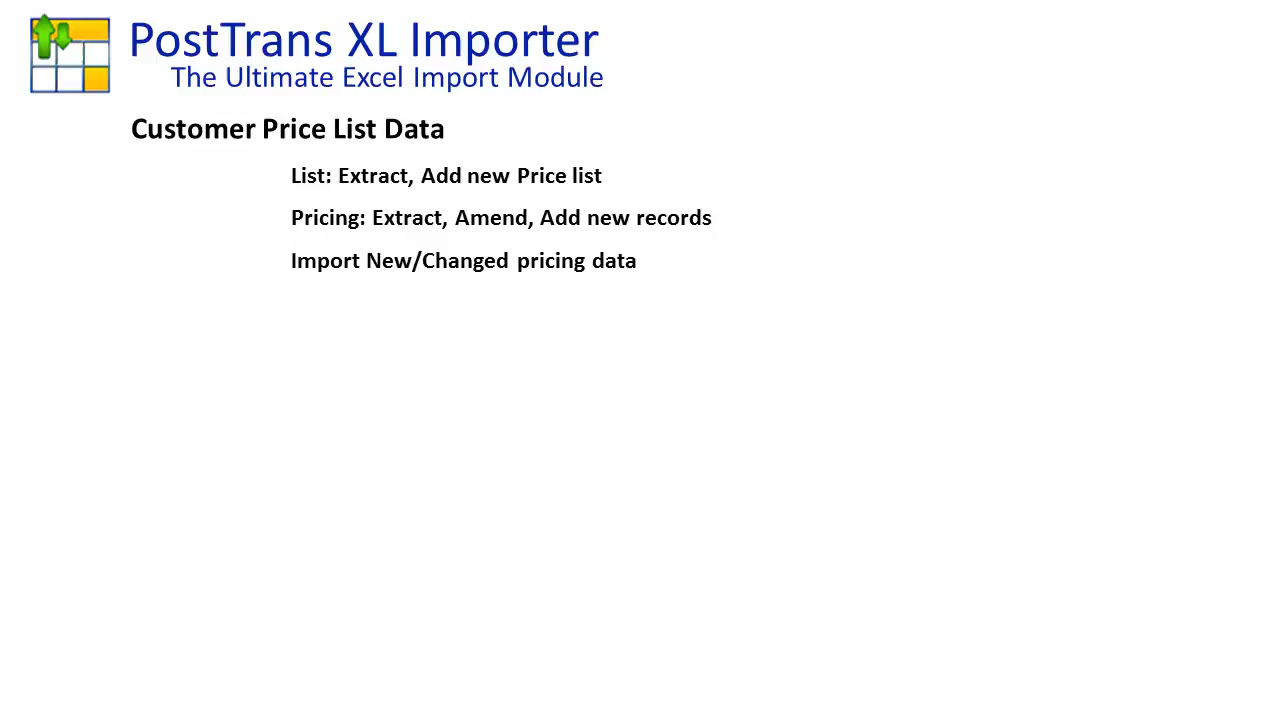 PostTrans XL Importer
The Ultimate Excel Import Module
Customer Price List Data
List: Extract, Add new Price list
Pricing: Extract, Amend, Add new records
Import New/Changed pricing data